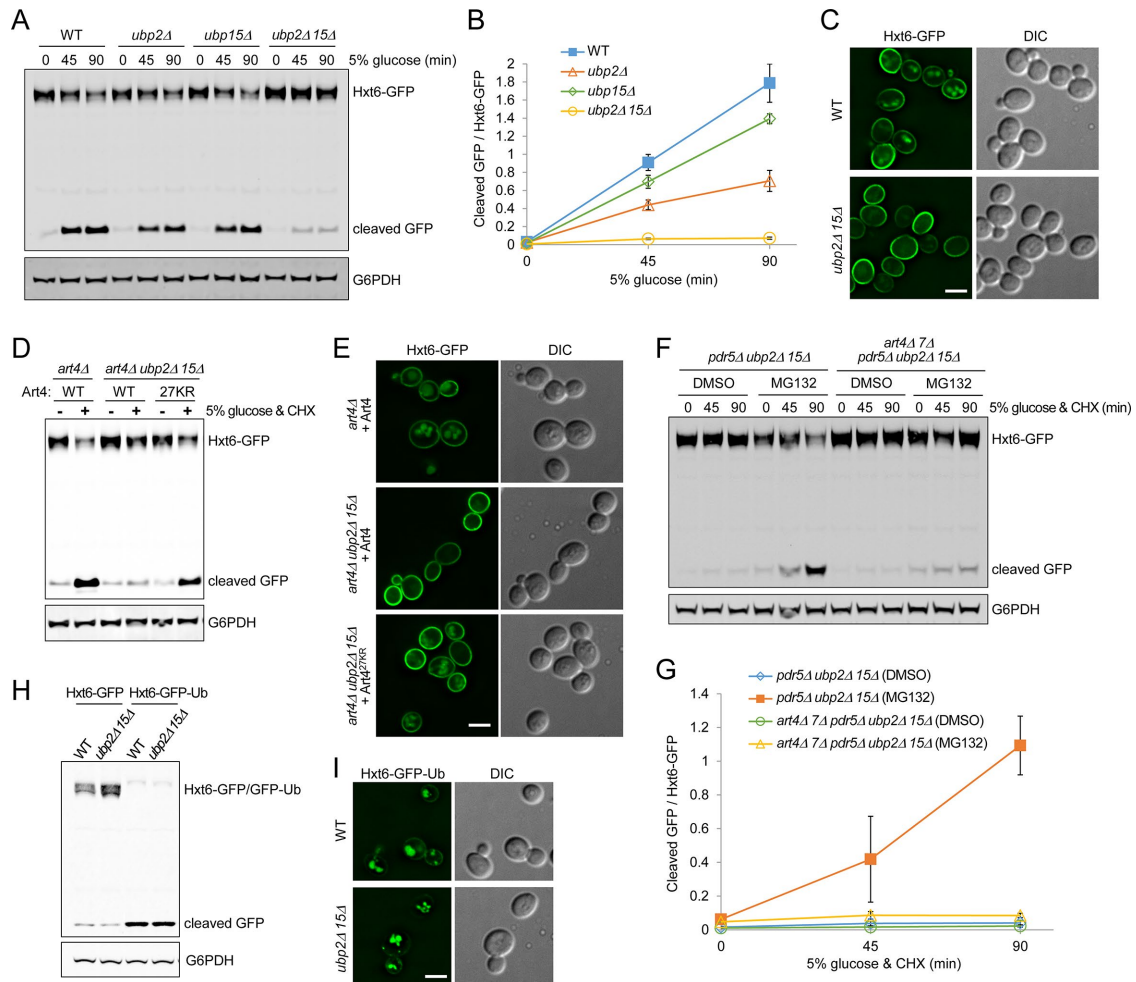 A
WT ubp2Δ ubp15Δ ubp2Δ 15Δ
0 45 90 0 45 90 0 45 90 0 45 90 5% glucose (min)
Hxt6-GFP
cleaved GFP
G6PDH
B
WT
ubp2Δ
ubp15Δ
ubp2Δ 15Δ
Cleaved GFP / Hxt6-GFP
2
1.8
1.6
1.4
1.2
1
0.8
0.6
0.4
0.2
0
0 45 90
5% glucose (min)
C
Hxt6-GFP DIC
WT
ubp2Δ 15Δ
D
art4Δ art4Δ ubp2Δ 15Δ
Art4: WT WT 27KR
- + - + - + 5% glucose & CHX
Hxt6-GFP
cleaved GFP
G6PDH
E
Hxt6-GFP DIC
art4Δ
+ Art4
art4Δ ubp2Δ 15Δ
+ Art4
art4Δ ubp2Δ 15Δ
+ Art427KR
F
pdr5Δ ubp2Δ 15Δ
art4Δ 7Δ
pdr5Δ ubp2Δ 15Δ
DMSO MG132 DMSO MG132
0 45 90 0 45 90 0 45 90 0 45 90 5% glucose & CHX (min)
Hxt6-GFP
cleaved GFP
G6PDH
G
pdr5Δ ubp2Δ 15Δ (DMSO)
pdr5Δ ubp2Δ 15Δ (MG132)
art4Δ 7Δ pdr5Δ ubp2Δ 15Δ (DMSO)
art4Δ 7Δ pdr5Δ ubp2Δ 15Δ (MG132)
Cleaved GFP / Hxt6-GFP
1.4
1.2
1
0.8
0.6
0.4
0.2
0
0 45 90
5% glucose & CHX (min)
H
Hxt6-GFP Hxt6-GFP-Ub
WT ubp2Δ15Δ WT ubp2Δ15Δ
Hxt6-GFP/GFP-Ub
cleaved GFP
G6PDH
I
Hxt6-GFP-Ub DIC
WT
ubp2Δ 15Δ